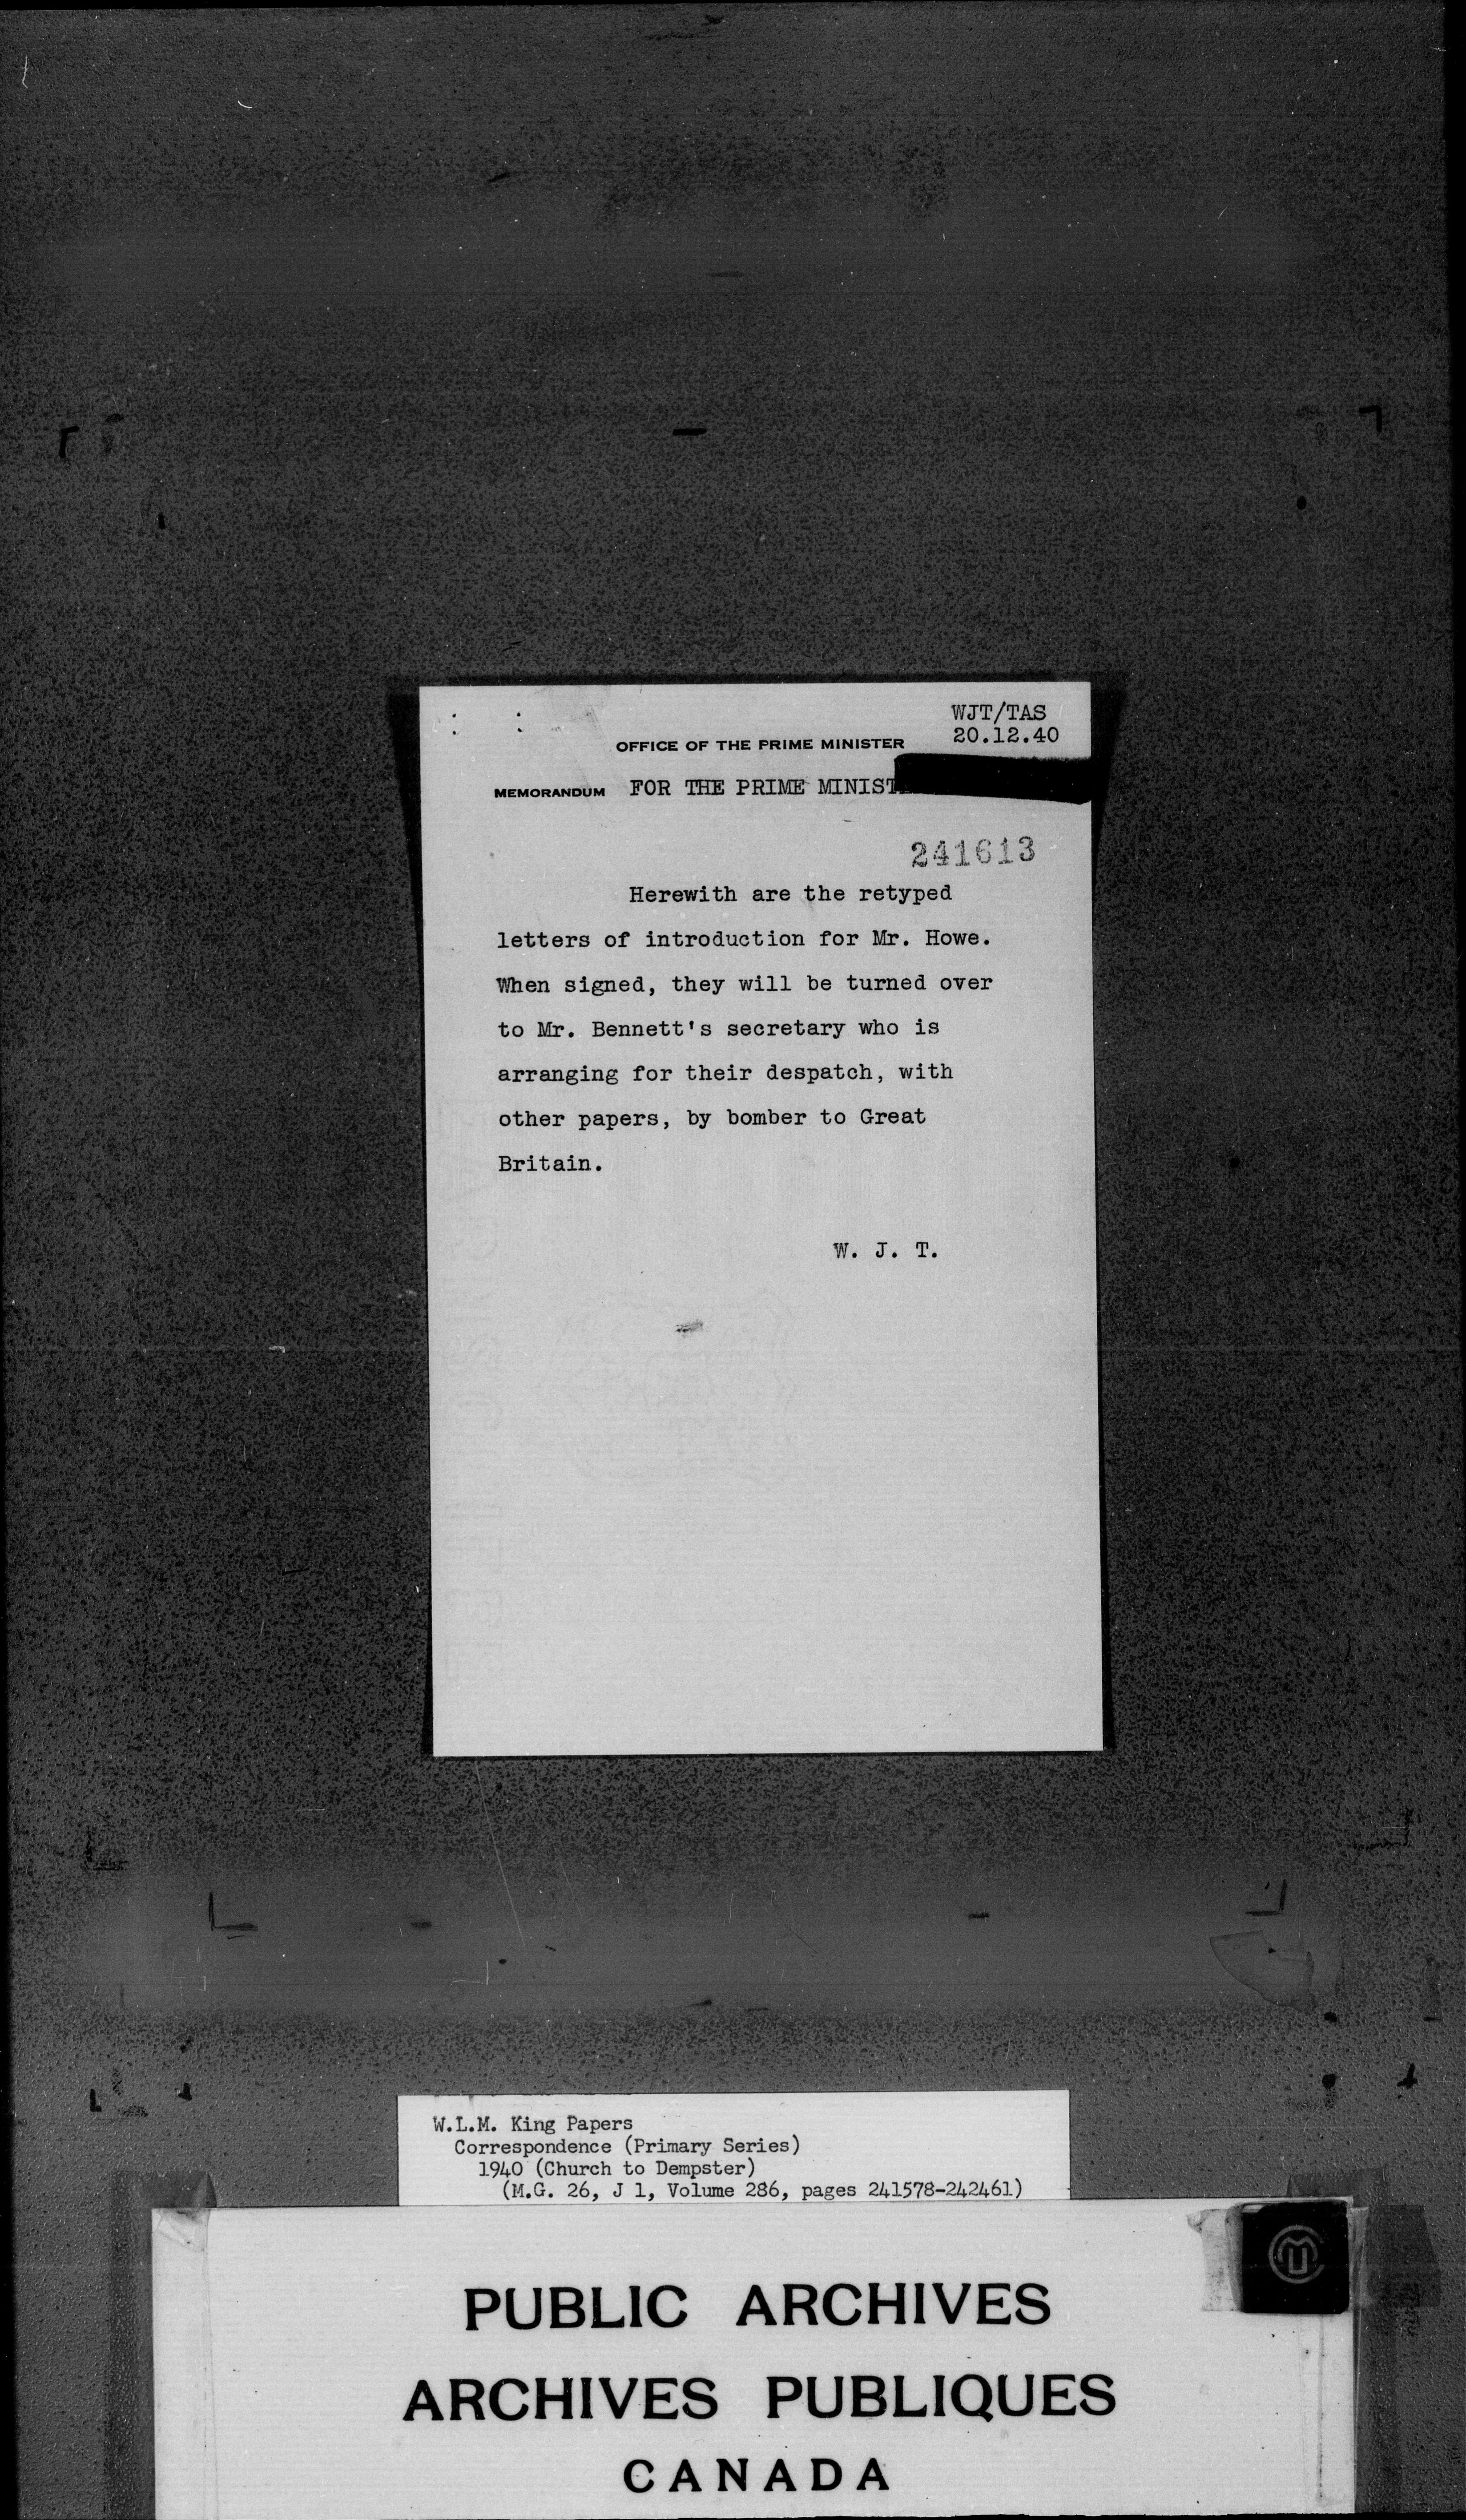 WJT/TAS
20.12.40
OFFICE OF THE PRIME MINISTER
MEMORANDUM FOR THE PRIME MINIST
241613
Herewith are the retyped
letters of introduction for Mr. Howe.
When signed, they will be turned over
to Mr. Bennett's secretary who is
arranging for their despatch, with
other papers, by bomber to Great
Britain.
W. J. T.
W.L.M. King Papers
Correspondence (Primary Series)
1940 (Church to Dempster)
(M.G. 26, J 1, Volume 286, pages 241578-242461)
PUBLIC ARCHIVES
ARCHIVES PUBLIQUES
CANADA